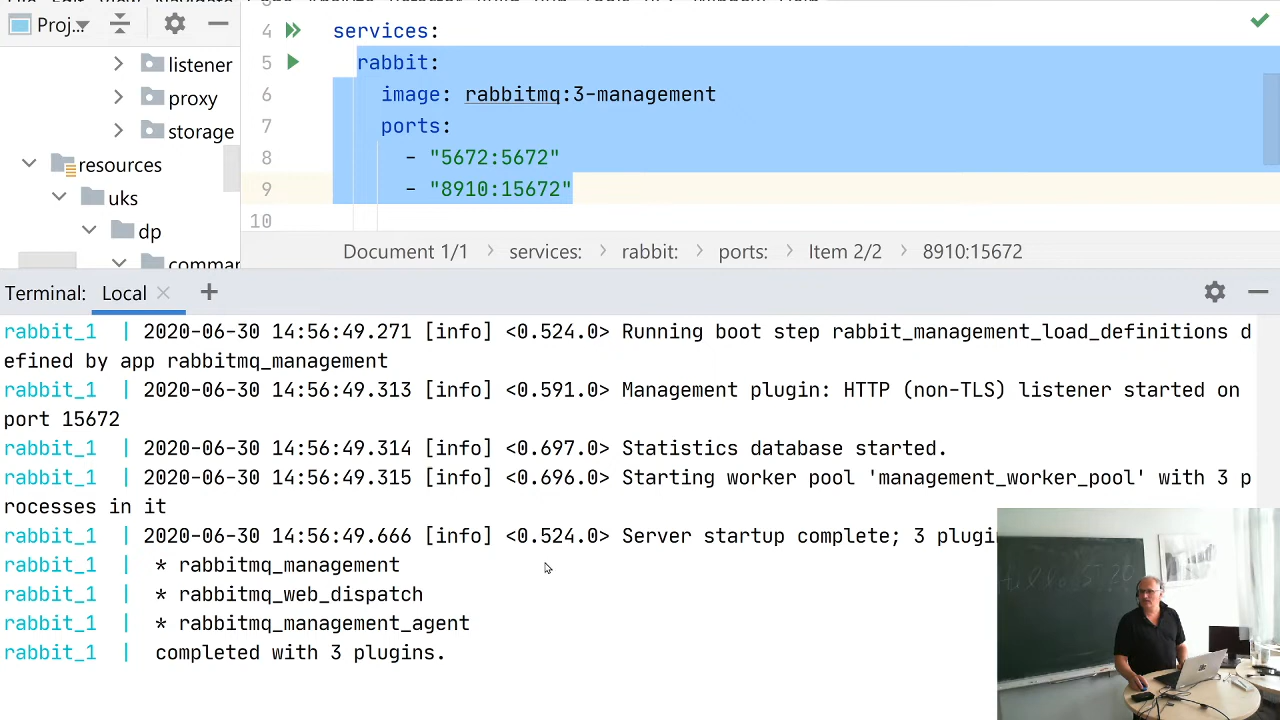 Proj...
listener
proxy
storage
resources
uks
dp
comman
4 services:
5 rabbit:
6 image: rabbitmq:3-management
7 ports:
8 - "5672:5672"
9 - "8910:15672"
10
Document 1/1 > services: > rabbit: > ports: > Item 2/2 > 8910:15672
Terminal: Local × +
rabbit_1 | 2020-06-30 14:56:49.271 [info] <0.524.0> Running boot step rabbit_management_load_definitions d
efined by app rabbitmq_management
rabbit_1 | 2020-06-30 14:56:49.313 [info] <0.591.0> Management plugin: HTTP (non-TLS) listener started on
port 15672
rabbit_1 | 2020-06-30 14:56:49.314 [info] <0.697.0> Statistics database started.
rabbit_1 | 2020-06-30 14:56:49.315 [info] <0.696.0> Starting worker pool 'management_worker_pool' with 3 p
rocesses in it
rabbit_1 | 2020-06-30 14:56:49.666 [info] <0.524.0> Server startup complete; 3 plugi
rabbit_1 | * rabbitmq_management
rabbit_1 | * rabbitmq_web_dispatch
rabbit_1 | * rabbitmq_management_agent
rabbit_1 | completed with 3 plugins.